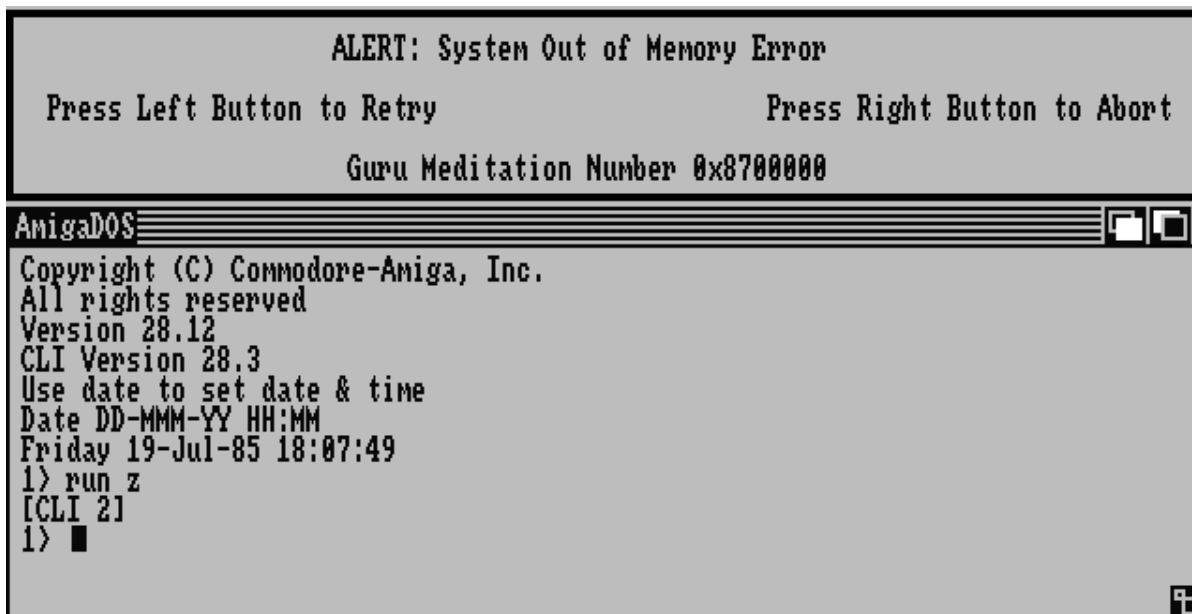 ALERT: System Out of Memory Error
Press Left Button to Retry Press Right Button to Abort
Guru Meditation Number 0x8700000
AmigaDOS
Copyright (C) Commodore-Amiga, Inc.
All rights reserved
Version 28.12
CLI Version 28.3
Use date to set date & time
Date DD-MMM-YY HH:MM
Friday 19-Jul-85 18:07:49
1> run z
[CLI 2]
1>